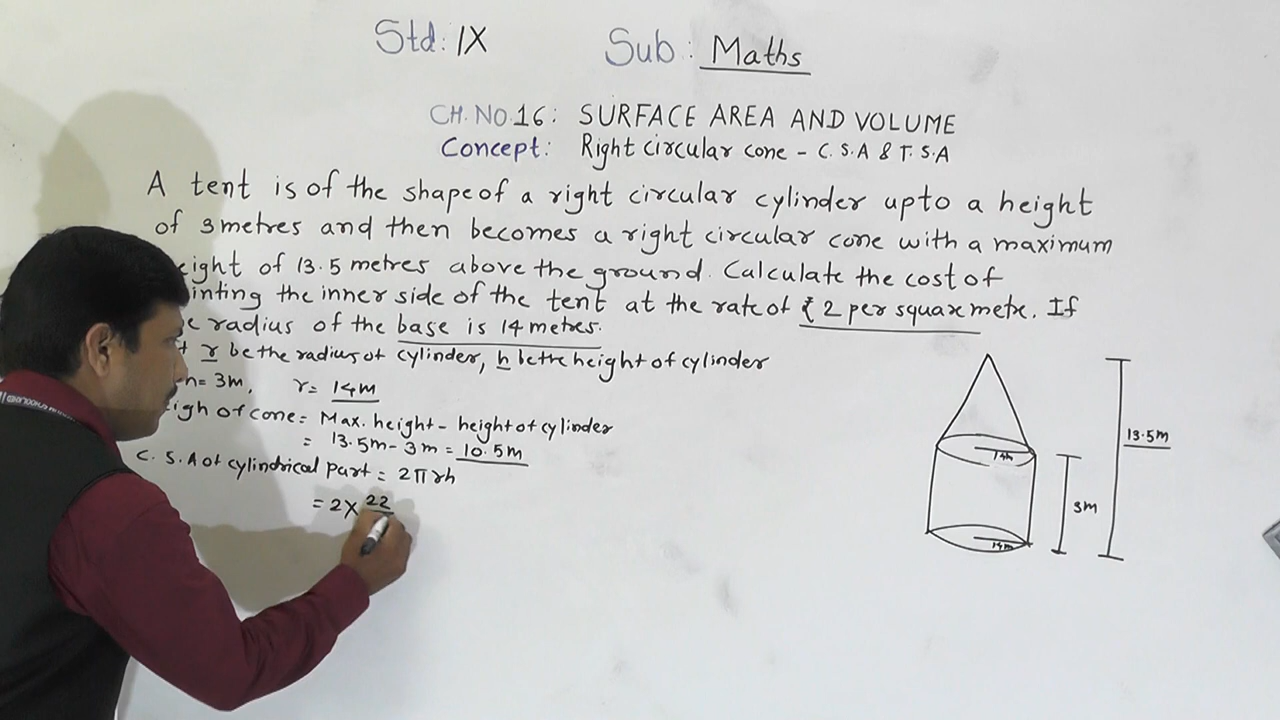 Std: IX Sub: Maths
CH. NO. 16: SURFACE AREA AND VOLUME
Concept: Right circular cone - C. S. A & T. S. A
A tent is of the shape of a right circular cylinder upto a height
of 3 metres and then becomes a right circular cone with a maximum
eight of 13.5 metres above the ground. Calculate the cost of
inting the inner side of the tent at the rate of ₹ 2 per square metre. If
radius of the base is 14 metres.
r be the radius of cylinder, h be the height of cylinder
h= 3m, r= 14m
igh of cone = Max. height - height of cylinder
= 13.5m - 3m = 10.5m
C. S. A of cylindrical part = 2πrh
= 2 × 22
14m
14m
3m
13.5m